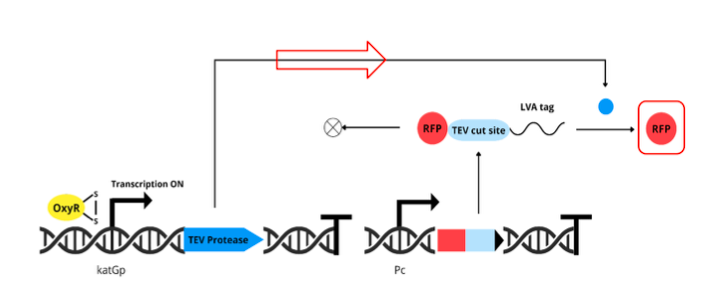 LVA tag
RFP
TEV cut site
RFP
Transcription ON
OxyR
S
S
TEV Protease
katGp
Pc